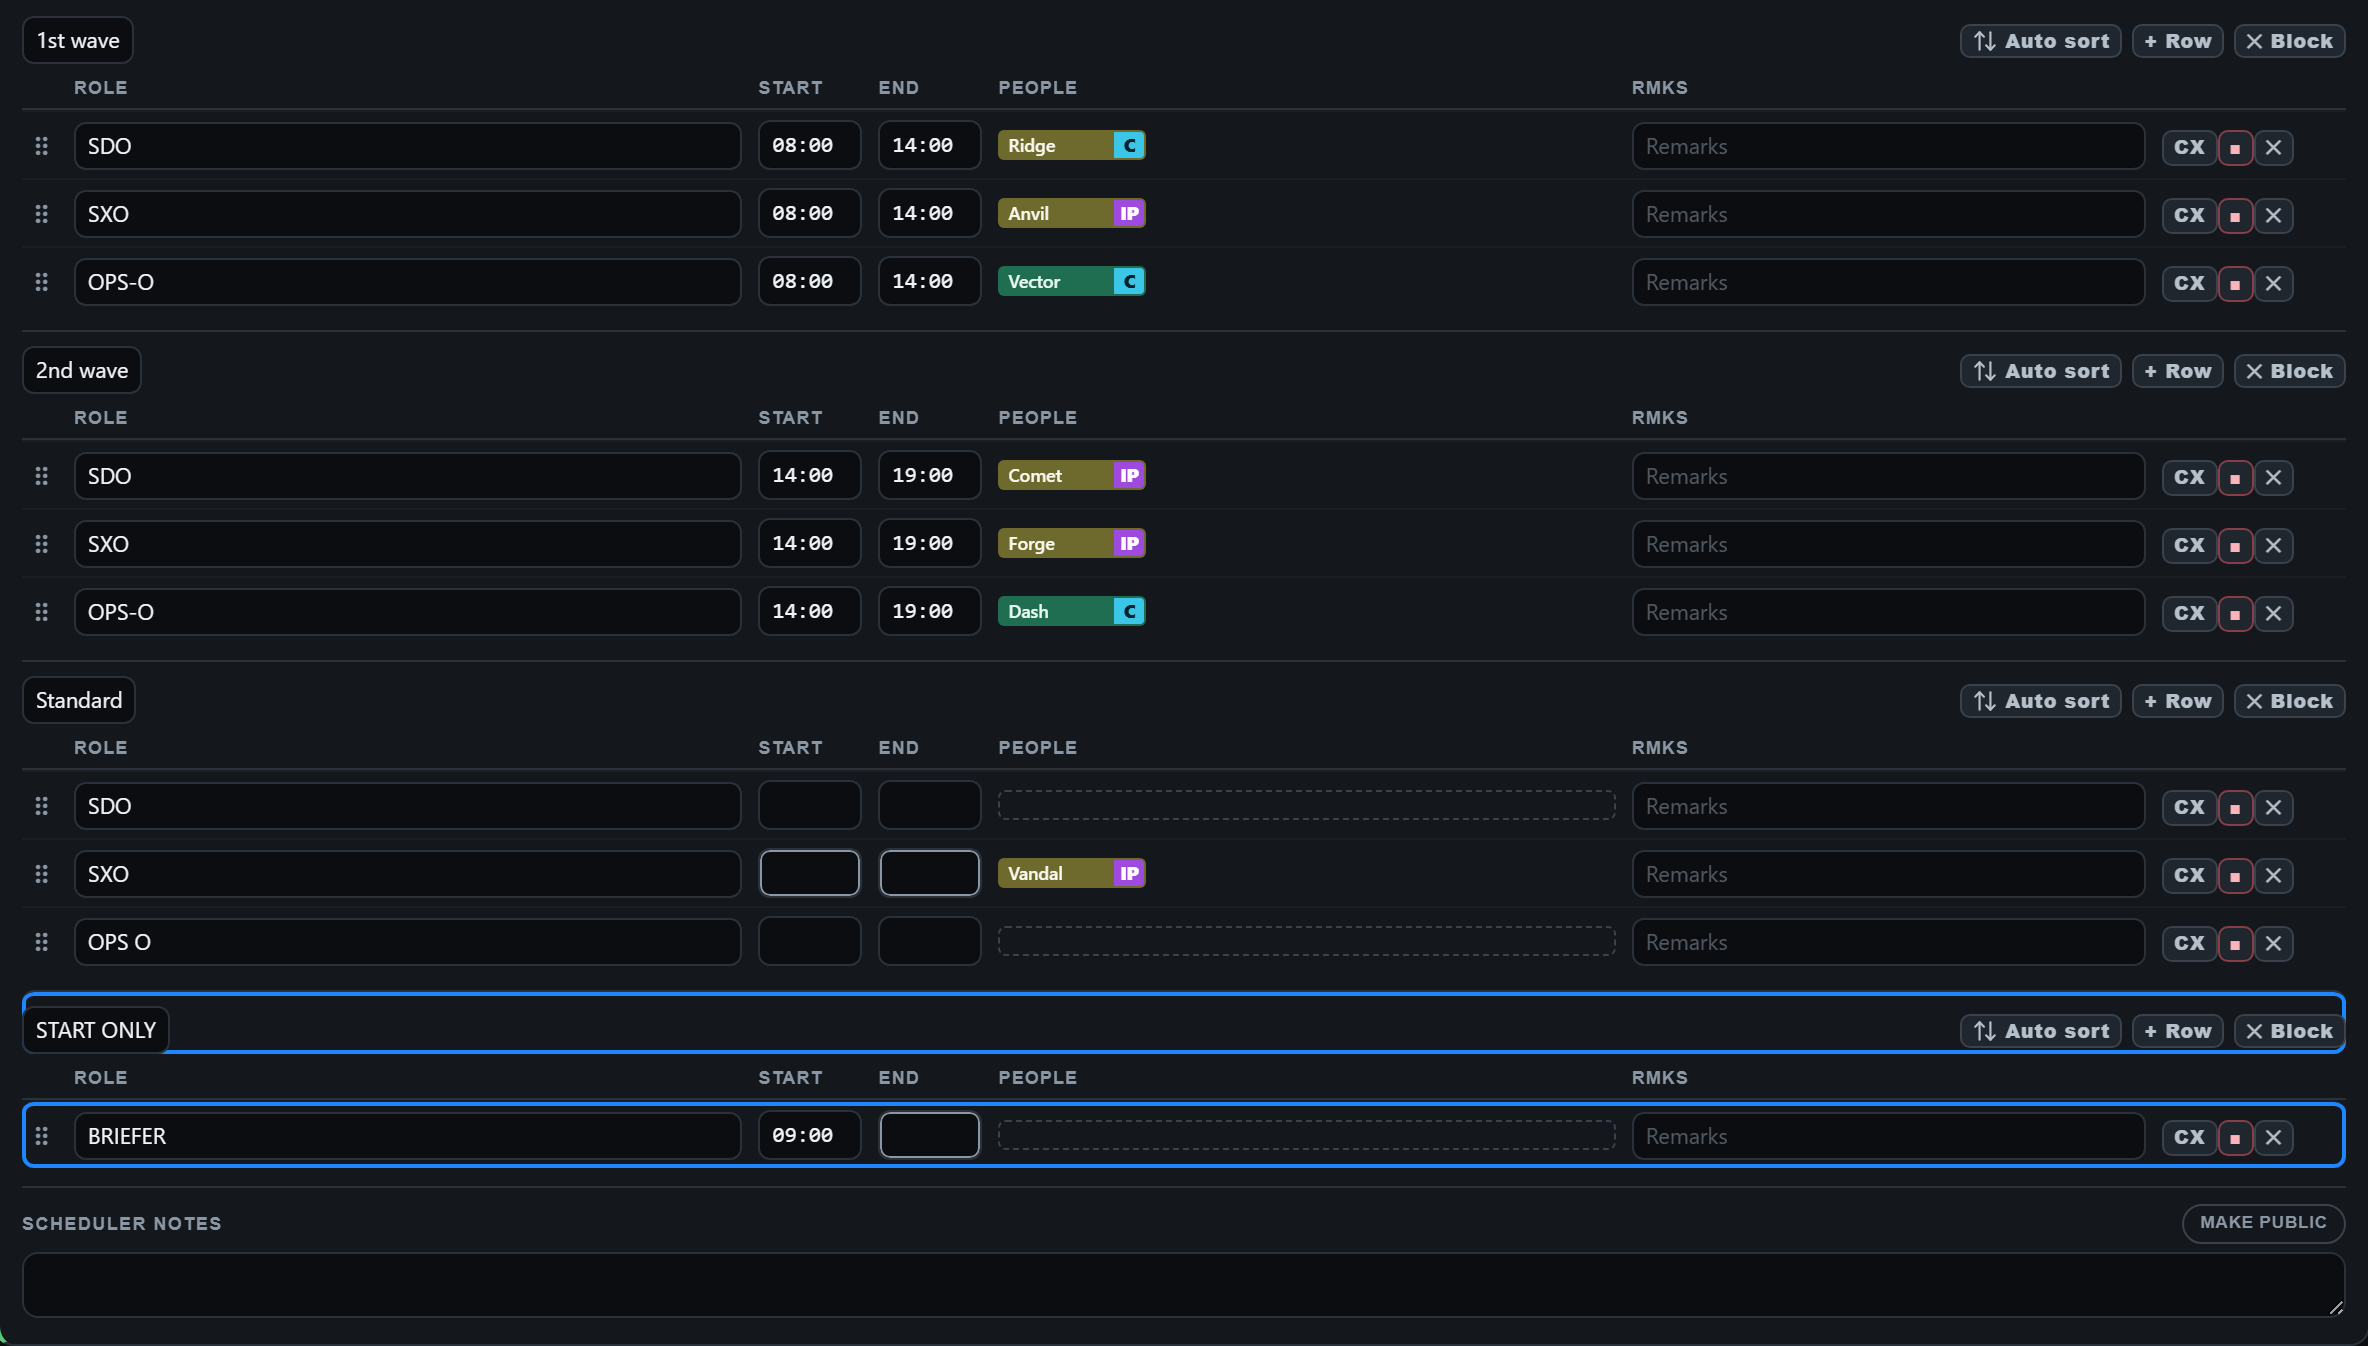 1st wave
Auto sort + Row × Block
ROLE START END PEOPLE RMKS
SDO 08:00 14:00 Ridge C Remarks CX ×
SXO 08:00 14:00 Anvil IP Remarks CX ×
OPS-O 08:00 14:00 Vector C Remarks CX ×
2nd wave
Auto sort + Row × Block
ROLE START END PEOPLE RMKS
SDO 14:00 19:00 Comet IP Remarks CX ×
SXO 14:00 19:00 Forge IP Remarks CX ×
OPS-O 14:00 19:00 Dash C Remarks CX ×
Standard
Auto sort + Row × Block
ROLE START END PEOPLE RMKS
SDO Remarks CX ×
SXO Vandal IP Remarks CX ×
OPS O Remarks CX ×
START ONLY
Auto sort + Row × Block
ROLE START END PEOPLE RMKS
BRIEFER 09:00 Remarks CX ×
SCHEDULER NOTES MAKE PUBLIC